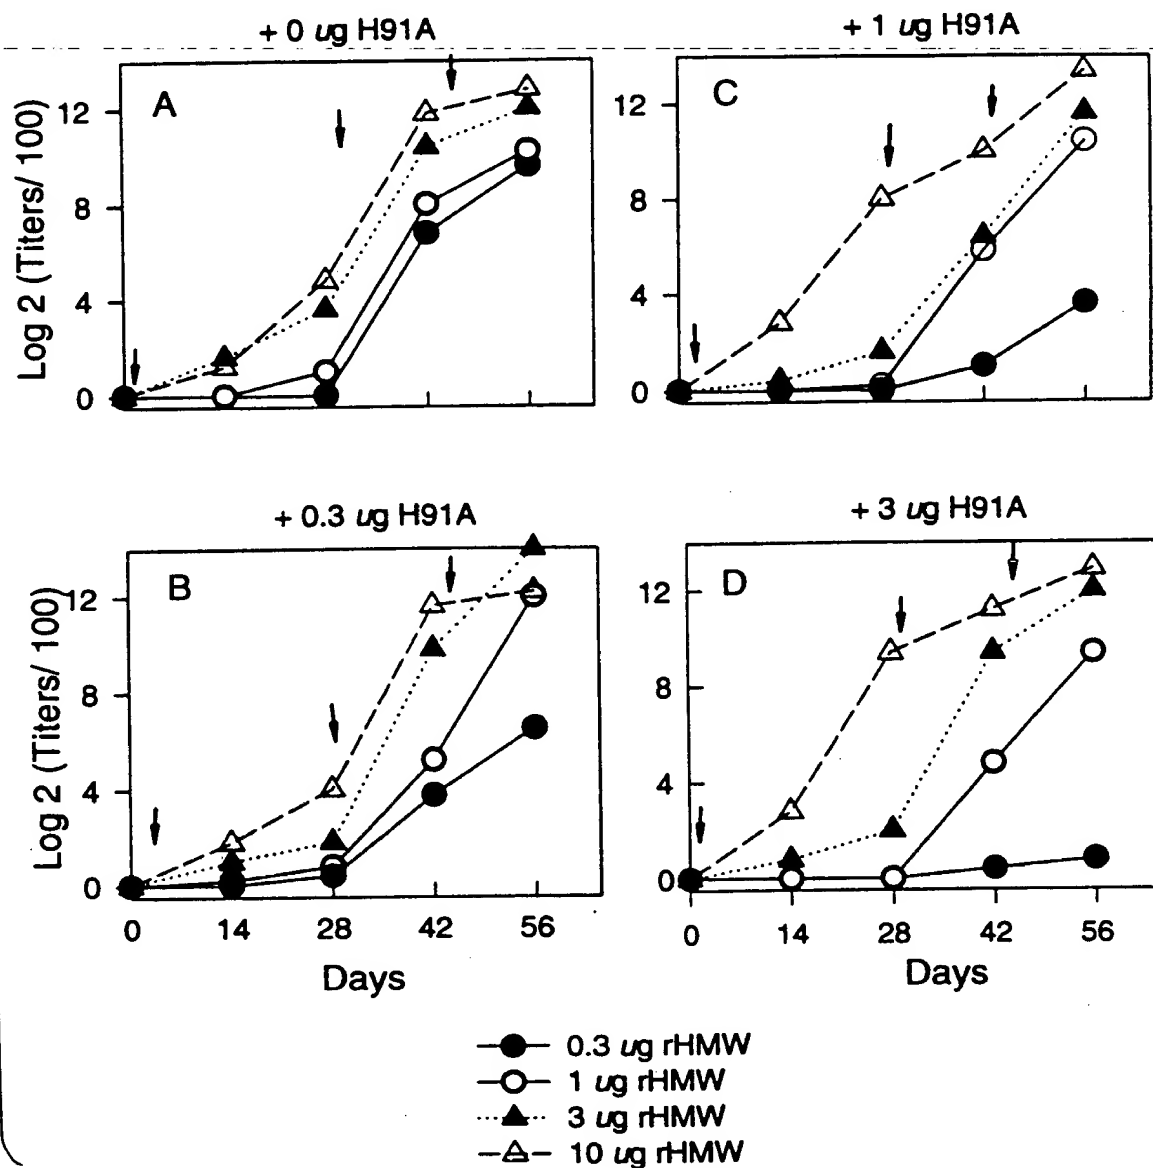 + 0 ug H91A
A
Log 2 (Titers/ 100)
12
8
4
0
+ 1 ug H91A
C
12
8
4
0
+ 0.3 ug H91A
B
Log 2 (Titers/ 100)
12
8
4
0
0 14 28 42 56
Days
+ 3 ug H91A
D
12
8
4
0
0 14 28 42 56
Days
0.3 ug rHMW
1 ug rHMW
3 ug rHMW
10 ug rHMW